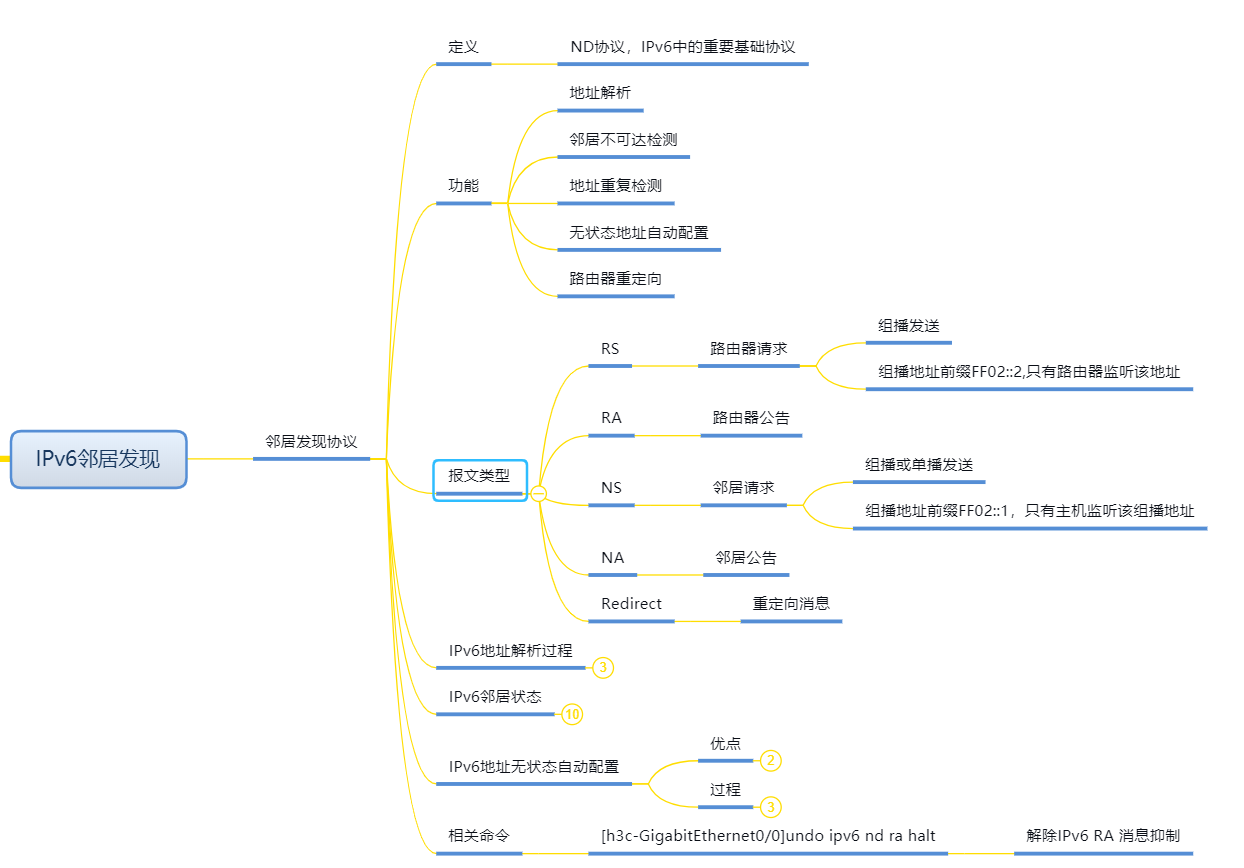 IPv6邻居发现
邻居发现协议
定义
ND协议，IPv6中的重要基础协议
功能
地址解析
邻居不可达检测
地址重复检测
无状态地址自动配置
路由器重定向
报文类型
RS
路由器请求
组播发送
组播地址前缀FF02::2,只有路由器监听该地址
RA
路由器公告
NS
邻居请求
组播或单播发送
组播地址前缀FF02::1，只有主机监听该组播地址
NA
邻居公告
Redirect
重定向消息
IPv6地址解析过程
3
IPv6邻居状态
10
IPv6地址无状态自动配置
优点
2
过程
3
相关命令
[h3c-GigabitEthernet0/0]undo ipv6 nd ra halt
解除IPv6 RA 消息抑制